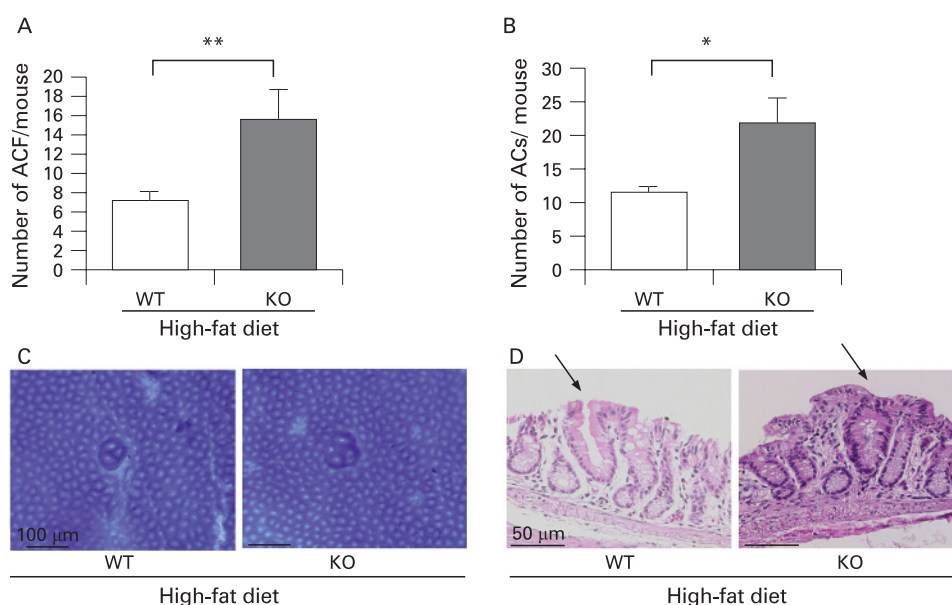 A
Number of ACF/mouse
20
18
16
14
12
10
8
6
4
2
0
**
WT
KO
High-fat diet
B
Number of ACs/ mouse
30
25
20
15
10
5
0
*
WT
KO
High-fat diet
C
100 μm
WT
KO
High-fat diet
D
50 μm
WT
KO
High-fat diet